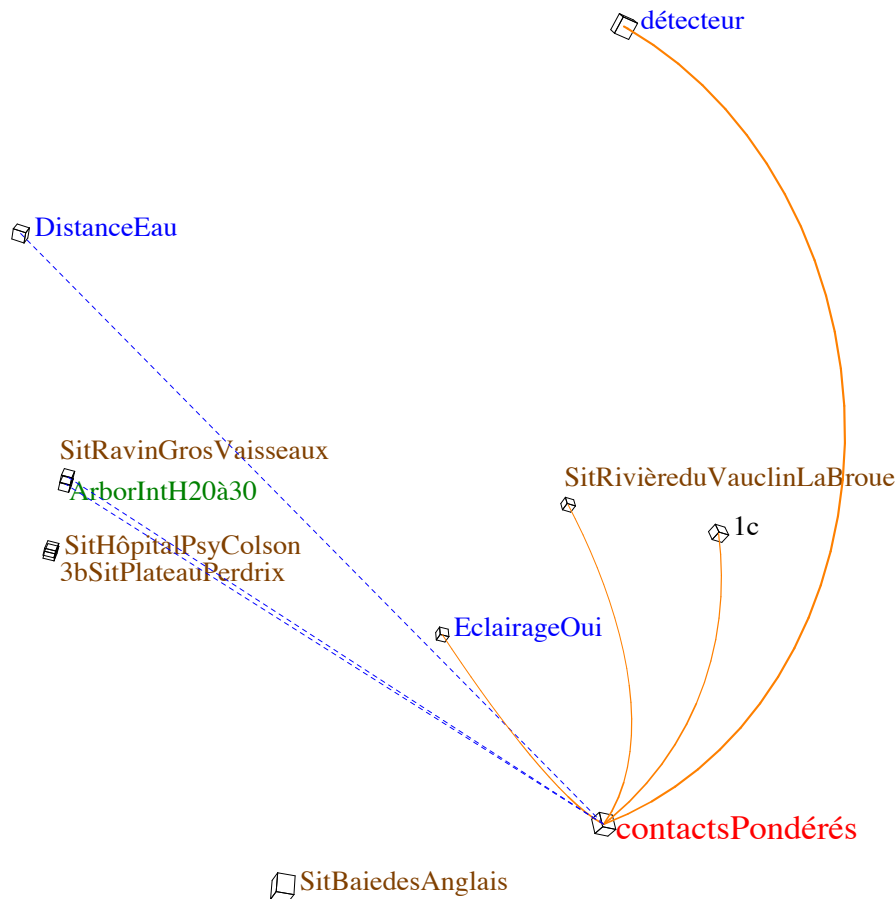 détecteur
DistanceEau
SitRavinGrosVaisseaux
SitRivièreduVauclinLaBroue
ArborIntH20à30
1c
SitHôpitalPsyColson
3bSitPlateauPerdrix
EclairageOui
contactsPondérés
SitBaiedesAnglais